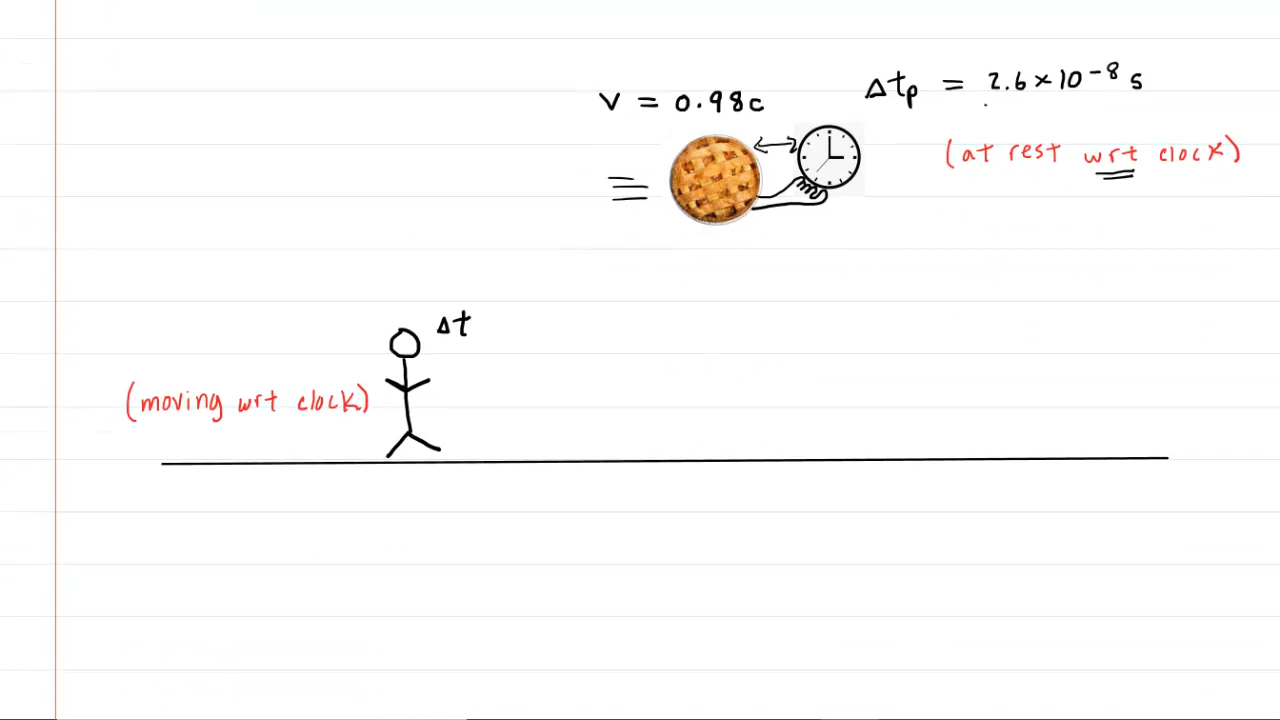 v = 0.98c
Δtₚ = 2.6 × 10⁻⁸ s
(at rest wrt clock)
Δt
(moving wrt clock)